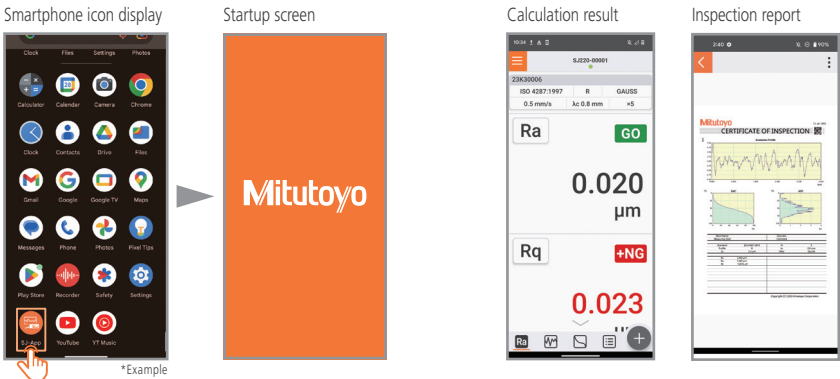 Smartphone icon display
Clock Files Settings Photos
Calculator Calendar Camera Chrome
Clock Contacts Drive Files
Gmail Google Google TV Maps
Messages Phone Photos Pixel Tips
Play Store Recorder Safety Settings
SJ-App YouTube YT Music
*Example
Startup screen
Mitutoyo
Calculation result
10:34
SJ220-00001
23K30006
ISO 4287:1997 R GAUSS
0.5 mm/s λc 0.8 mm ×5
Ra GO
0.020
µm
Rq +NG
0.023
Ra
Inspection report
2:40 90%
Mitutoyo
CERTIFICATE OF INSPECTION